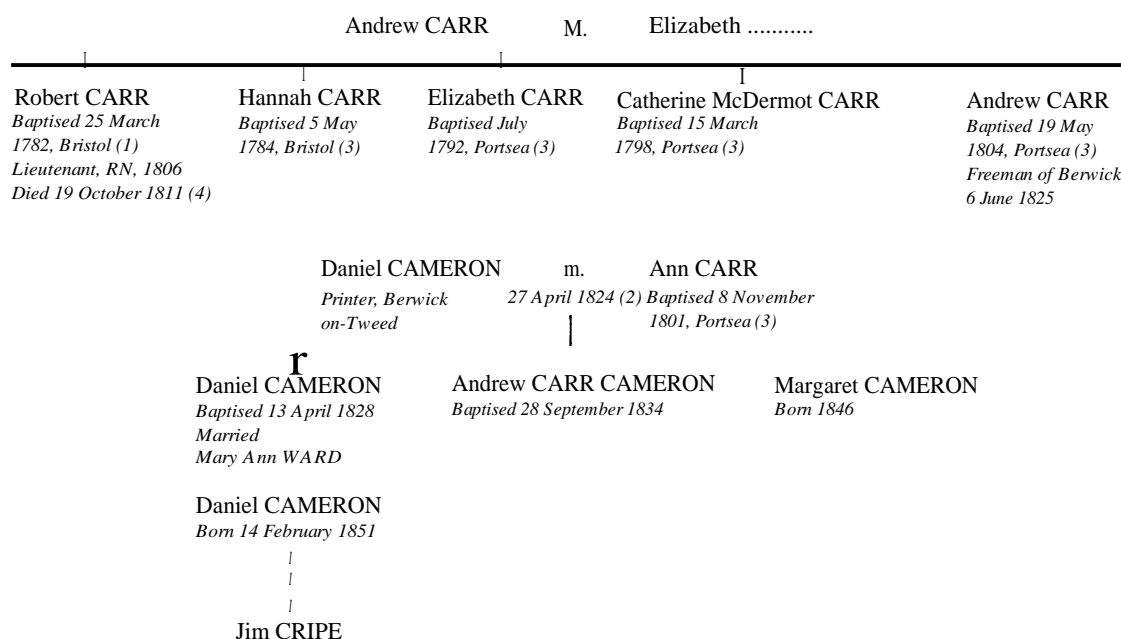 Andrew CARR M. Elizabeth ...........
Robert CARR Hannah CARR Elizabeth CARR Catherine McDermot CARR Andrew CARR
Baptised 25 March Baptised 5 May Baptised July Baptised 15 March Baptised 19 May
1782, Bristol (1) 1784, Bristol (3) 1792, Portsea (3) 1798, Portsea (3) 1804, Portsea (3)
Lieutenant, RN, 1806 Freeman of Berwick
Died 19 October 1811 (4) 6 June 1825
Daniel CAMERON m. Ann CARR
Printer, Berwick 27 April 1824 (2) Baptised 8 November
on-Tweed 1801, Portsea (3)
r
Daniel CAMERON Andrew CARR CAMERON Margaret CAMERON
Baptised 13 April 1828 Baptised 28 September 1834 Born 1846
Married
Mary Ann WARD
Daniel CAMERON
Born 14 February 1851
l
l
l
Jim CRIPE